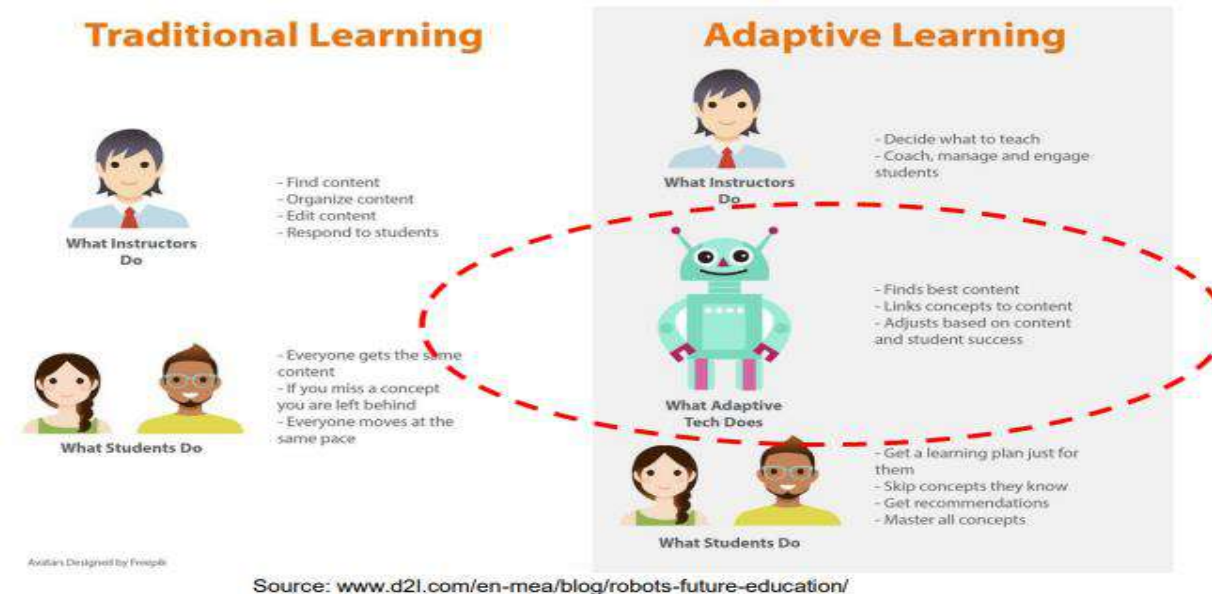 Traditional Learning
What Instructors
Do
- Find content
- Organize content
- Edit content
- Respond to students
What Students Do
- Everyone gets the same
content
- If you miss a concept
you are left behind
- Everyone moves at the
same pace
Avatars Designed by Freepik
Adaptive Learning
What Instructors
Do
- Decide what to teach
- Coach, manage and engage
students
What Adaptive
Tech Does
- Finds best content
- Links concepts to content
- Adjusts based on content
and student success
What Students Do
- Get a learning plan just for
them
- Skip concepts they know
- Get recommendations
- Master all concepts
Source: www.d2l.com/en-mea/blog/robots-future-education/